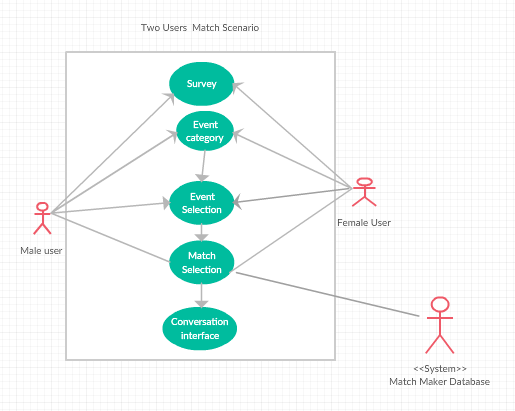 Two Users Match Scenario
Survey
Event
category
Event
Selection
Match
Selection
Conversation
interface
Male user
Female User
<<System>>
Match Maker Database